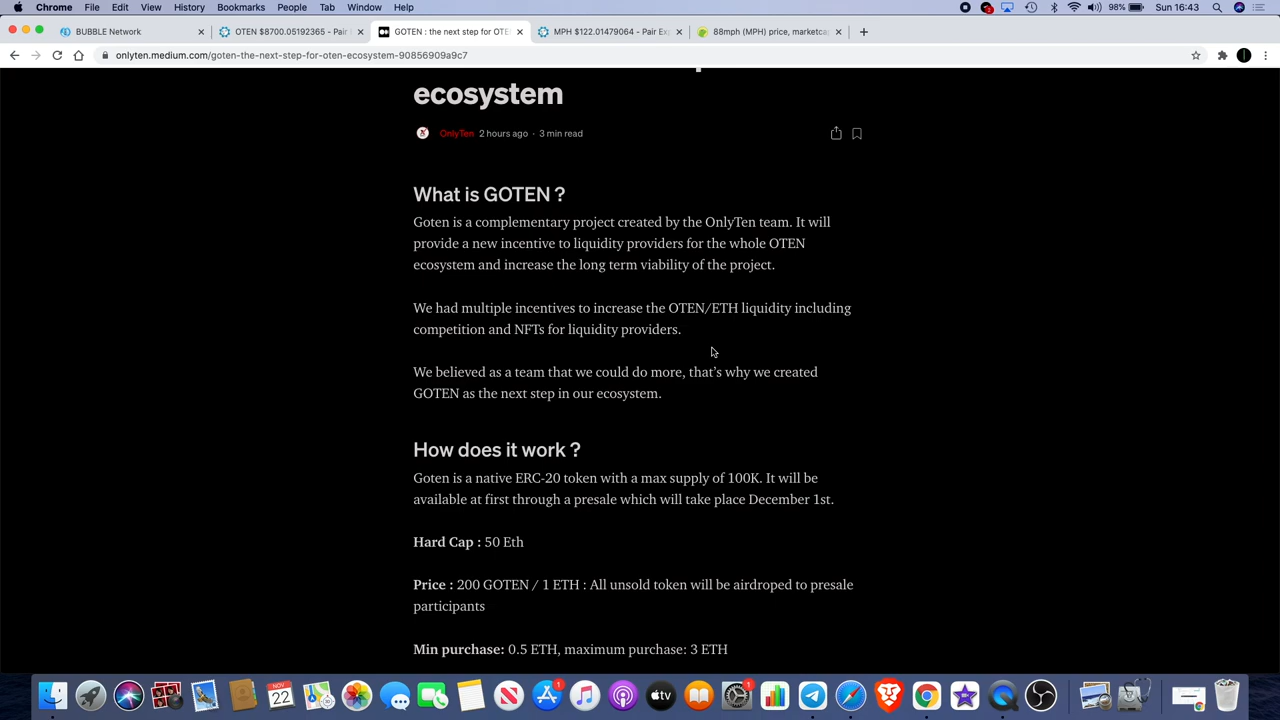 Chrome File Edit View History Bookmarks People Tab Window Help 98% Sun 16:43
BUBBLE Network OTEN $8700.05192365 - Pair E GOTEN : the next step for OTE MPH $122.01479064 - Pair Ex 88mph (MPH) price, marketca
onlyten.medium.com/goten-the-next-step-for-oten-ecosystem-90856909a9c7
ecosystem
OnlyTen 2 hours ago · 3 min read
What is GOTEN ?
Goten is a complementary project created by the OnlyTen team. It will
provide a new incentive to liquidity providers for the whole OTEN
ecosystem and increase the long term viability of the project.
We had multiple incentives to increase the OTEN/ETH liquidity including
competition and NFTs for liquidity providers.
We believed as a team that we could do more, that’s why we created
GOTEN as the next step in our ecosystem.
How does it work ?
Goten is a native ERC-20 token with a max supply of 100K. It will be
available at first through a presale which will take place December 1st.
Hard Cap : 50 Eth
Price : 200 GOTEN / 1 ETH : All unsold token will be airdroped to presale
participants
Min purchase: 0.5 ETH, maximum purchase: 3 ETH
NOV
22
1
tv
1